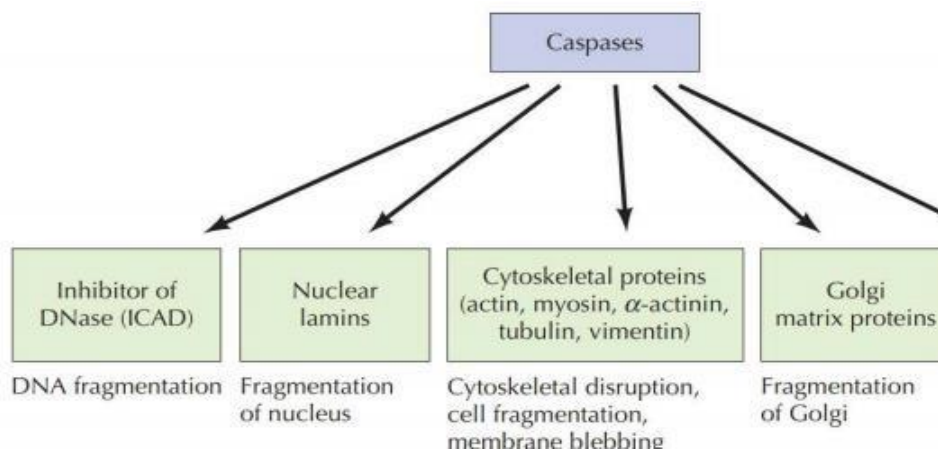 Caspases
Inhibitor of
DNase (ICAD)
Nuclear
lamins
Cytoskeletal proteins
(actin, myosin, α-actinin,
tubulin, vimentin)
Golgi
matrix proteins
DNA fragmentation
Fragmentation
of nucleus
Cytoskeletal disruption,
cell fragmentation,
membrane blebbing
Fragmentation
of Golgi